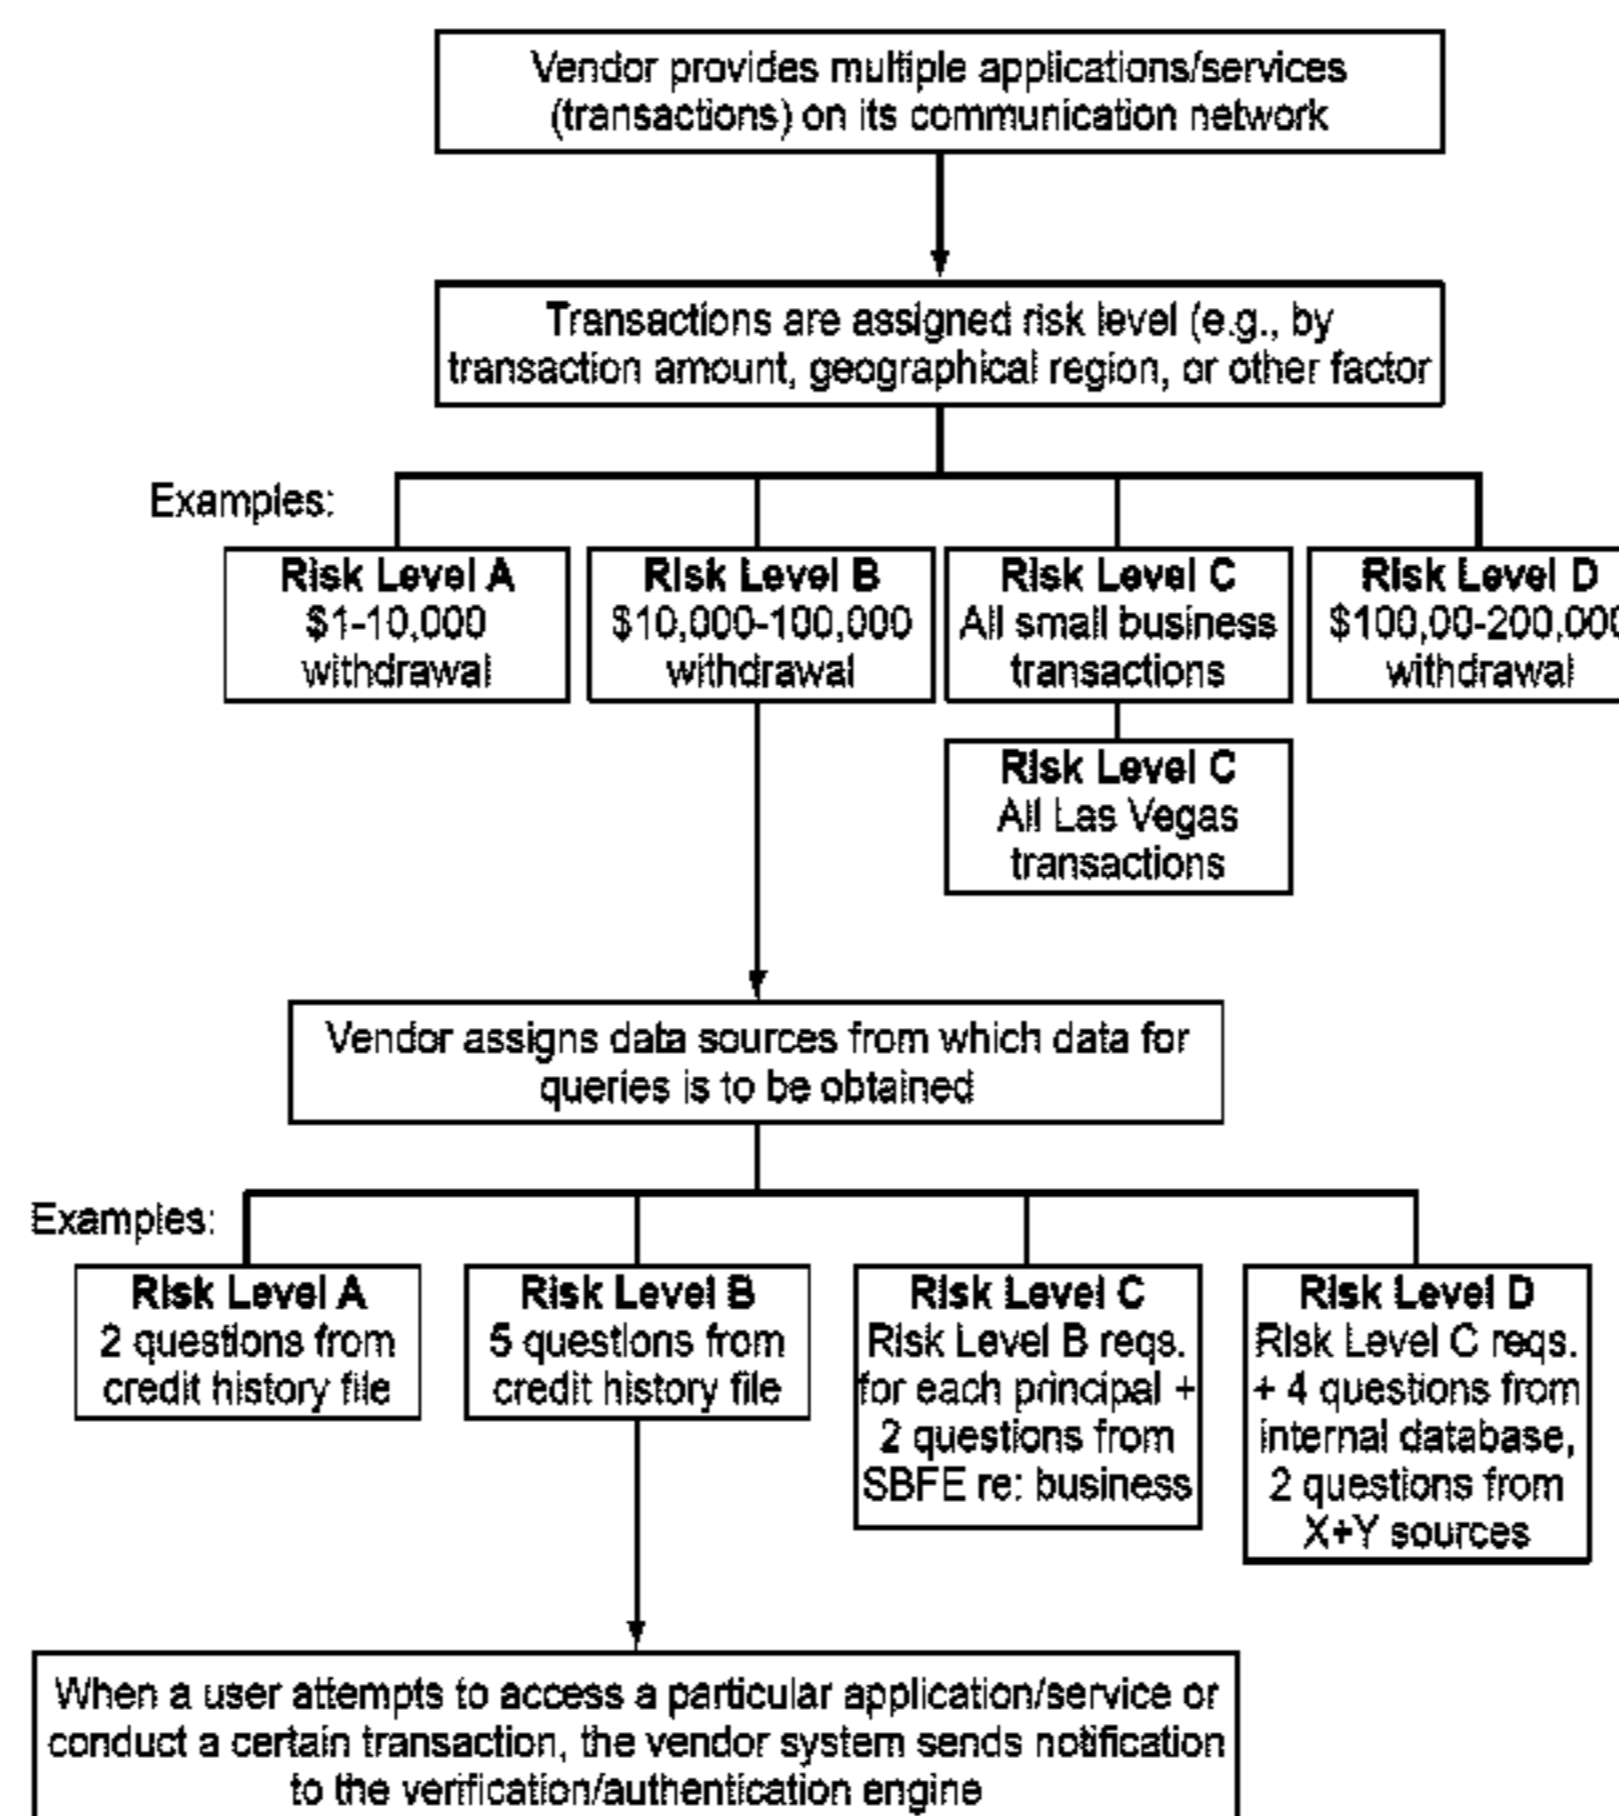 Vendor provides multiple applications/services
(transactions) on its communication network
Transactions are assigned risk level (e.g., by
transaction amount, geographical region, or other factor
Examples:
Risk Level A
$1-10,000
withdrawal
Risk Level B
$10,000-100,000
withdrawal
Risk Level C
All small business
transactions
Risk Level D
$100,00-200,000
withdrawal
Risk Level C
All Las Vegas
transactions
Vendor assigns data sources from which data for
queries is to be obtained
Examples:
Risk Level A
2 questions from
credit history file
Risk Level B
5 questions from
credit history file
Risk Level C
Risk Level B reqs.
for each principal +
2 questions from
SBFE re: business
Risk Level D
Risk Level C reqs.
+ 4 questions from
internal database,
2 questions from
X+Y sources
When a user attempts to access a particular application/service or
conduct a certain transaction, the vendor system sends notification
to the verification/authentication engine